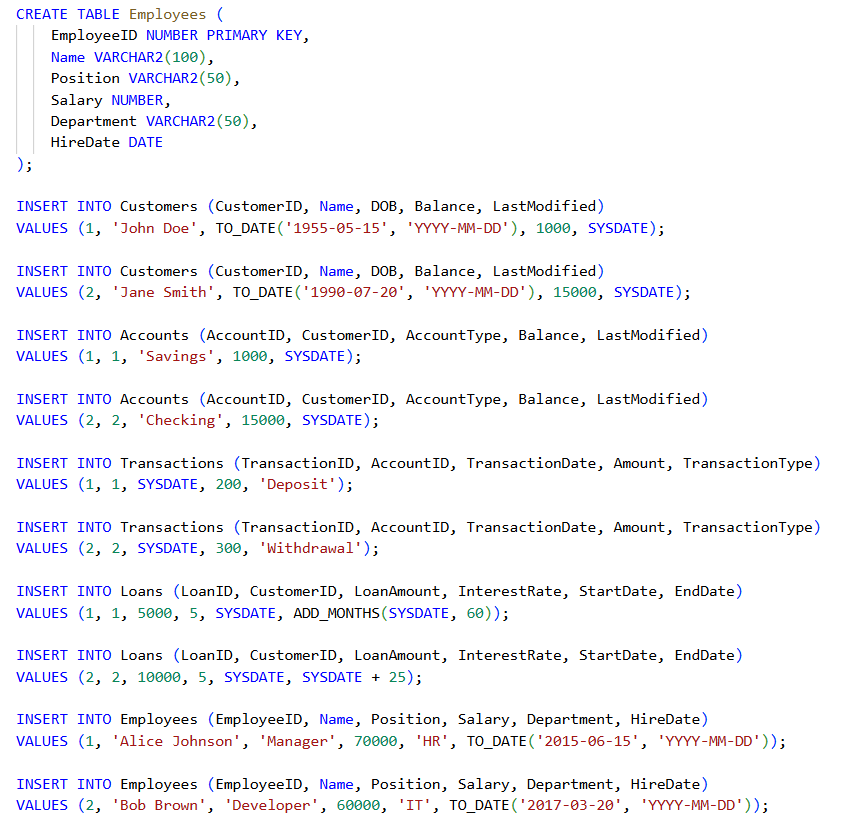 CREATE TABLE Employees (
    EmployeeID NUMBER PRIMARY KEY,
    Name VARCHAR2(100),
    Position VARCHAR2(50),
    Salary NUMBER,
    Department VARCHAR2(50),
    HireDate DATE
);
INSERT INTO Customers (CustomerID, Name, DOB, Balance, LastModified)
VALUES (1, 'John Doe', TO_DATE('1955-05-15', 'YYYY-MM-DD'), 1000, SYSDATE);
INSERT INTO Customers (CustomerID, Name, DOB, Balance, LastModified)
VALUES (2, 'Jane Smith', TO_DATE('1990-07-20', 'YYYY-MM-DD'), 15000, SYSDATE);
INSERT INTO Accounts (AccountID, CustomerID, AccountType, Balance, LastModified)
VALUES (1, 1, 'Savings', 1000, SYSDATE);
INSERT INTO Accounts (AccountID, CustomerID, AccountType, Balance, LastModified)
VALUES (2, 2, 'Checking', 15000, SYSDATE);
INSERT INTO Transactions (TransactionID, AccountID, TransactionDate, Amount, TransactionType)
VALUES (1, 1, SYSDATE, 200, 'Deposit');
INSERT INTO Transactions (TransactionID, AccountID, TransactionDate, Amount, TransactionType)
VALUES (2, 2, SYSDATE, 300, 'Withdrawal');
INSERT INTO Loans (LoanID, CustomerID, LoanAmount, InterestRate, StartDate, EndDate)
VALUES (1, 1, 5000, 5, SYSDATE, ADD_MONTHS(SYSDATE, 60));
INSERT INTO Loans (LoanID, CustomerID, LoanAmount, InterestRate, StartDate, EndDate)
VALUES (2, 2, 10000, 5, SYSDATE, SYSDATE + 25);
INSERT INTO Employees (EmployeeID, Name, Position, Salary, Department, HireDate)
VALUES (1, 'Alice Johnson', 'Manager', 70000, 'HR', TO_DATE('2015-06-15', 'YYYY-MM-DD'));
INSERT INTO Employees (EmployeeID, Name, Position, Salary, Department, HireDate)
VALUES (2, 'Bob Brown', 'Developer', 60000, 'IT', TO_DATE('2017-03-20', 'YYYY-MM-DD'));